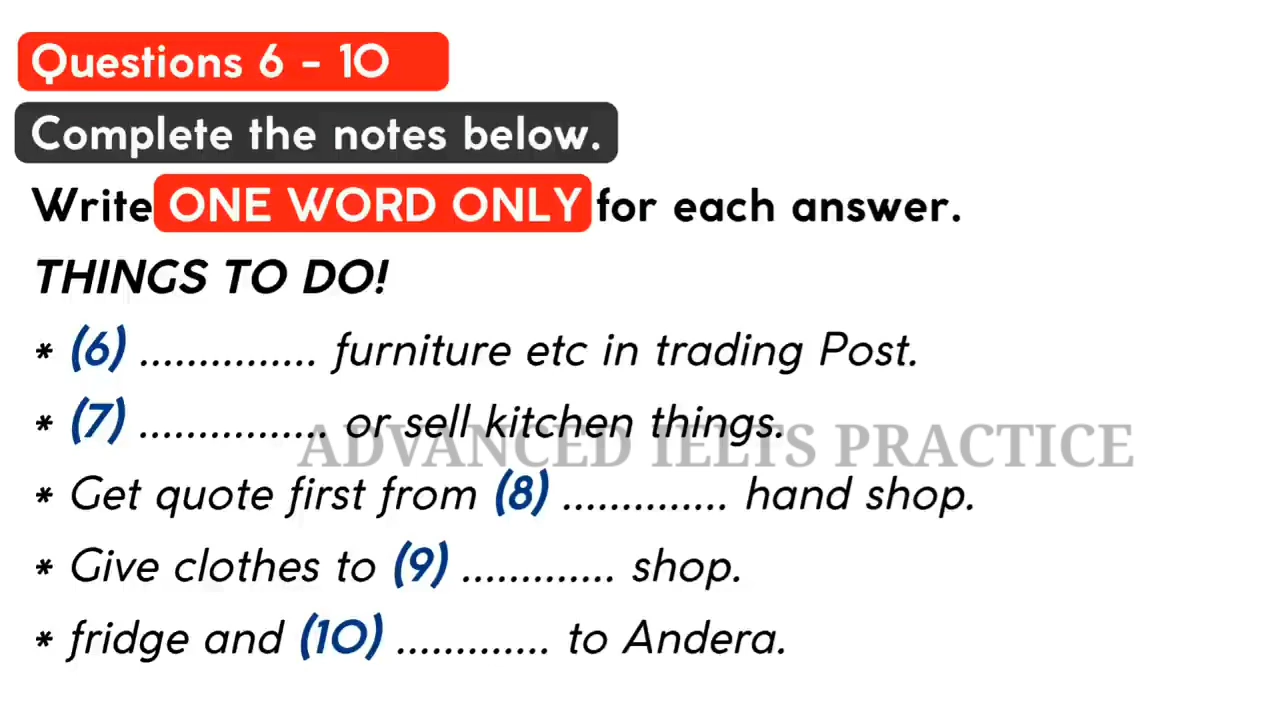 Questions 6 - 10
Complete the notes below.
Write ONE WORD ONLY for each answer.
THINGS TO DO!
* (6) ............... furniture etc in trading Post.
* (7) ................ or sell kitchen things.
ADVANCED IELTS PRACTICE
* Get quote first from (8) .............. hand shop.
* Give clothes to (9) ............. shop.
* fridge and (10) ............. to Andera.